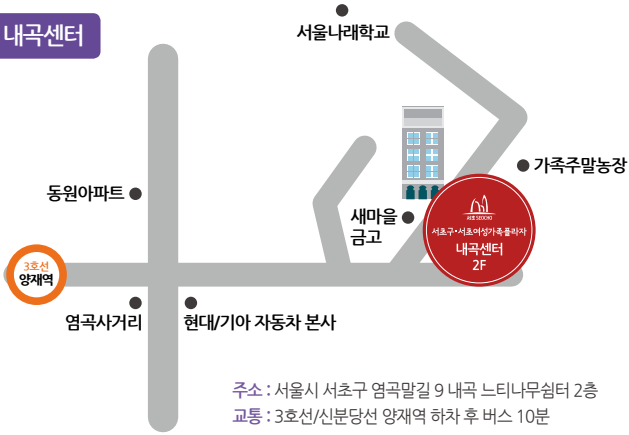 내곡센터
서울나래학교
가족주말농장
동원아파트
새마을
금고
서초 SEOCHO
서초구·서초여성가족플라자
내곡센터
2F
3호선
양재역
염곡사거리
현대/기아 자동차 본사
주소 : 서울시 서초구 염곡말길 9 내곡 느티나무쉼터 2층
교통 : 3호선/신분당선 양재역 하차 후 버스 10분